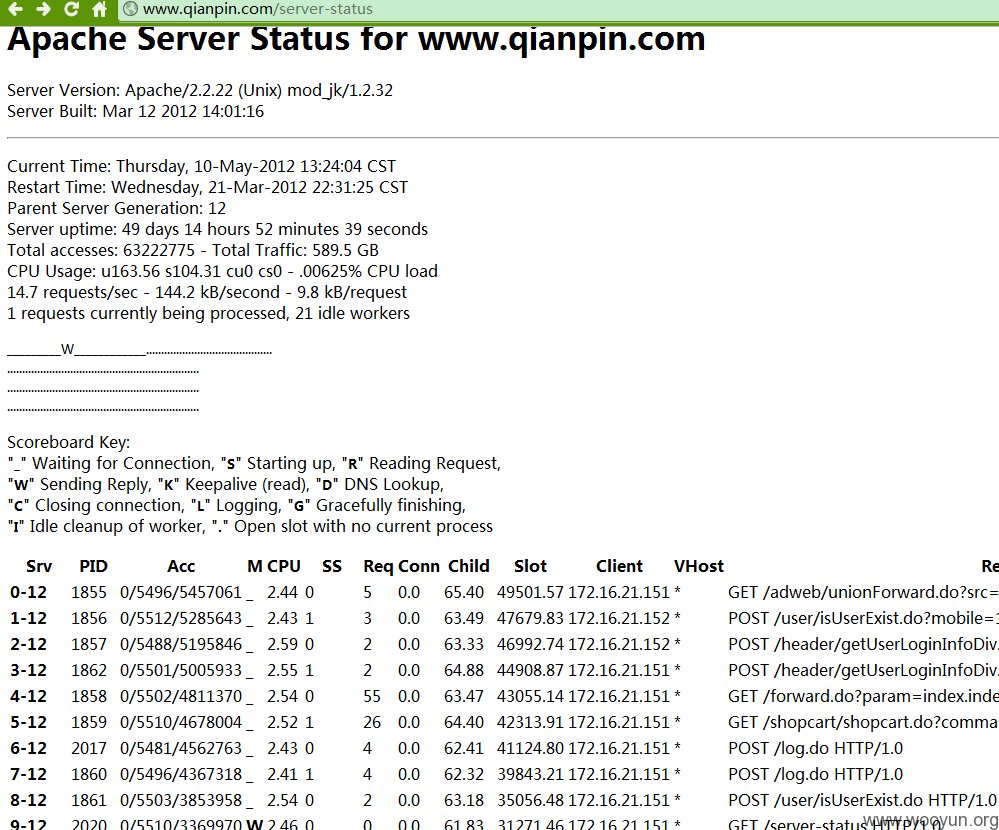 www.qianpin.com/server-status
Apache Server Status for www.qianpin.com
Server Version: Apache/2.2.22 (Unix) mod_jk/1.2.32
Server Built: Mar 12 2012 14:01:16
Current Time: Thursday, 10-May-2012 13:24:04 CST
Restart Time: Wednesday, 21-Mar-2012 22:31:25 CST
Parent Server Generation: 12
Server uptime: 49 days 14 hours 52 minutes 39 seconds
Total accesses: 63222775 - Total Traffic: 589.5 GB
CPU Usage: u163.56 s104.31 cu0 cs0 - .00625% CPU load
14.7 requests/sec - 144.2 kB/second - 9.8 kB/request
1 requests currently being processed, 21 idle workers
_________W____________..........................................
................................................................
................................................................
................................................................
Scoreboard Key:
"_" Waiting for Connection, "S" Starting up, "R" Reading Request,
"W" Sending Reply, "K" Keepalive (read), "D" DNS Lookup,
"C" Closing connection, "L" Logging, "G" Gracefully finishing,
"I" Idle cleanup of worker, "." Open slot with no current process
Srv PID Acc M CPU SS Req Conn Child Slot Client VHost Re
0-12 1855 0/5496/5457061 _ 2.44 0 5 0.0 65.40 49501.57 172.16.21.151 * GET /adweb/unionForward.do?src=
1-12 1856 0/5512/5285643 _ 2.43 1 3 0.0 63.49 47679.83 172.16.21.152 * POST /user/isUserExist.do?mobile=1
2-12 1857 0/5488/5195846 _ 2.59 0 2 0.0 63.33 46992.74 172.16.21.152 * POST /header/getUserLoginInfoDiv.
3-12 1862 0/5501/5005933 _ 2.55 1 2 0.0 64.88 44908.87 172.16.21.151 * POST /header/getUserLoginInfoDiv.
4-12 1858 0/5502/4811370 _ 2.54 0 55 0.0 63.47 43055.14 172.16.21.151 * GET /forward.do?param=index.inde
5-12 1859 0/5510/4678004 _ 2.52 1 26 0.0 64.40 42313.91 172.16.21.151 * GET /shopcart/shopcart.do?comma
6-12 2017 0/5481/4562763 _ 2.43 0 4 0.0 62.41 41124.80 172.16.21.151 * POST /log.do HTTP/1.0
7-12 1860 0/5496/4367318 _ 2.41 1 4 0.0 62.32 39843.21 172.16.21.151 * POST /log.do HTTP/1.0
8-12 1861 0/5503/3853958 _ 2.54 0 2 0.0 63.18 35056.48 172.16.21.151 * POST /user/isUserExist.do HTTP/1.0
9-12 2020 0/5510/3369970 W 2.46 0 0 0.0 61.83 31271.46 172.16.21.151 * GET /server-status HTTP/1.0
www.wooyun.org